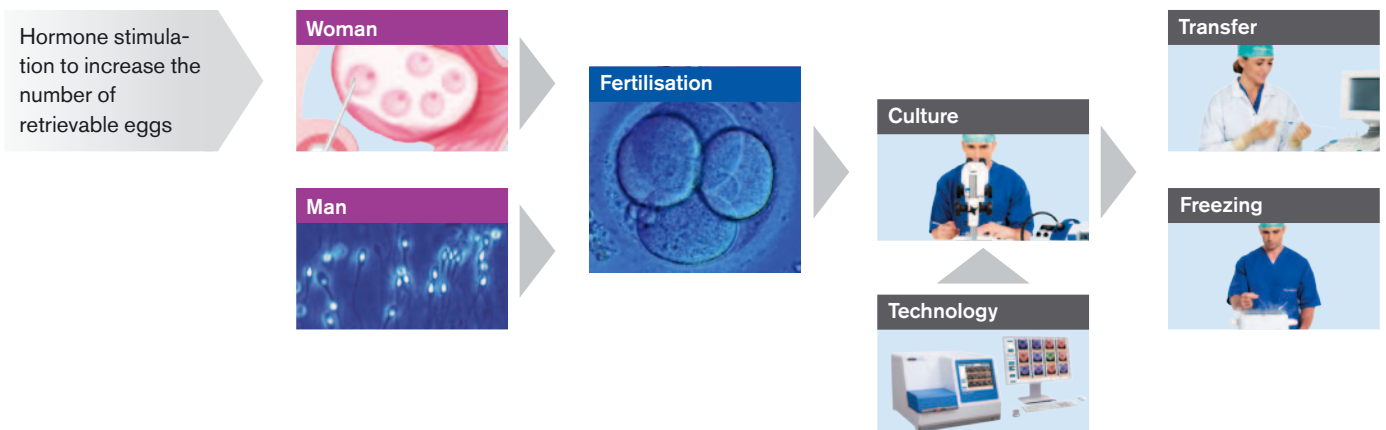 Hormone stimula-
tion to increase the
number of
retrievable eggs
Woman
Man
Fertilisation
Culture
Technology
Transfer
Freezing